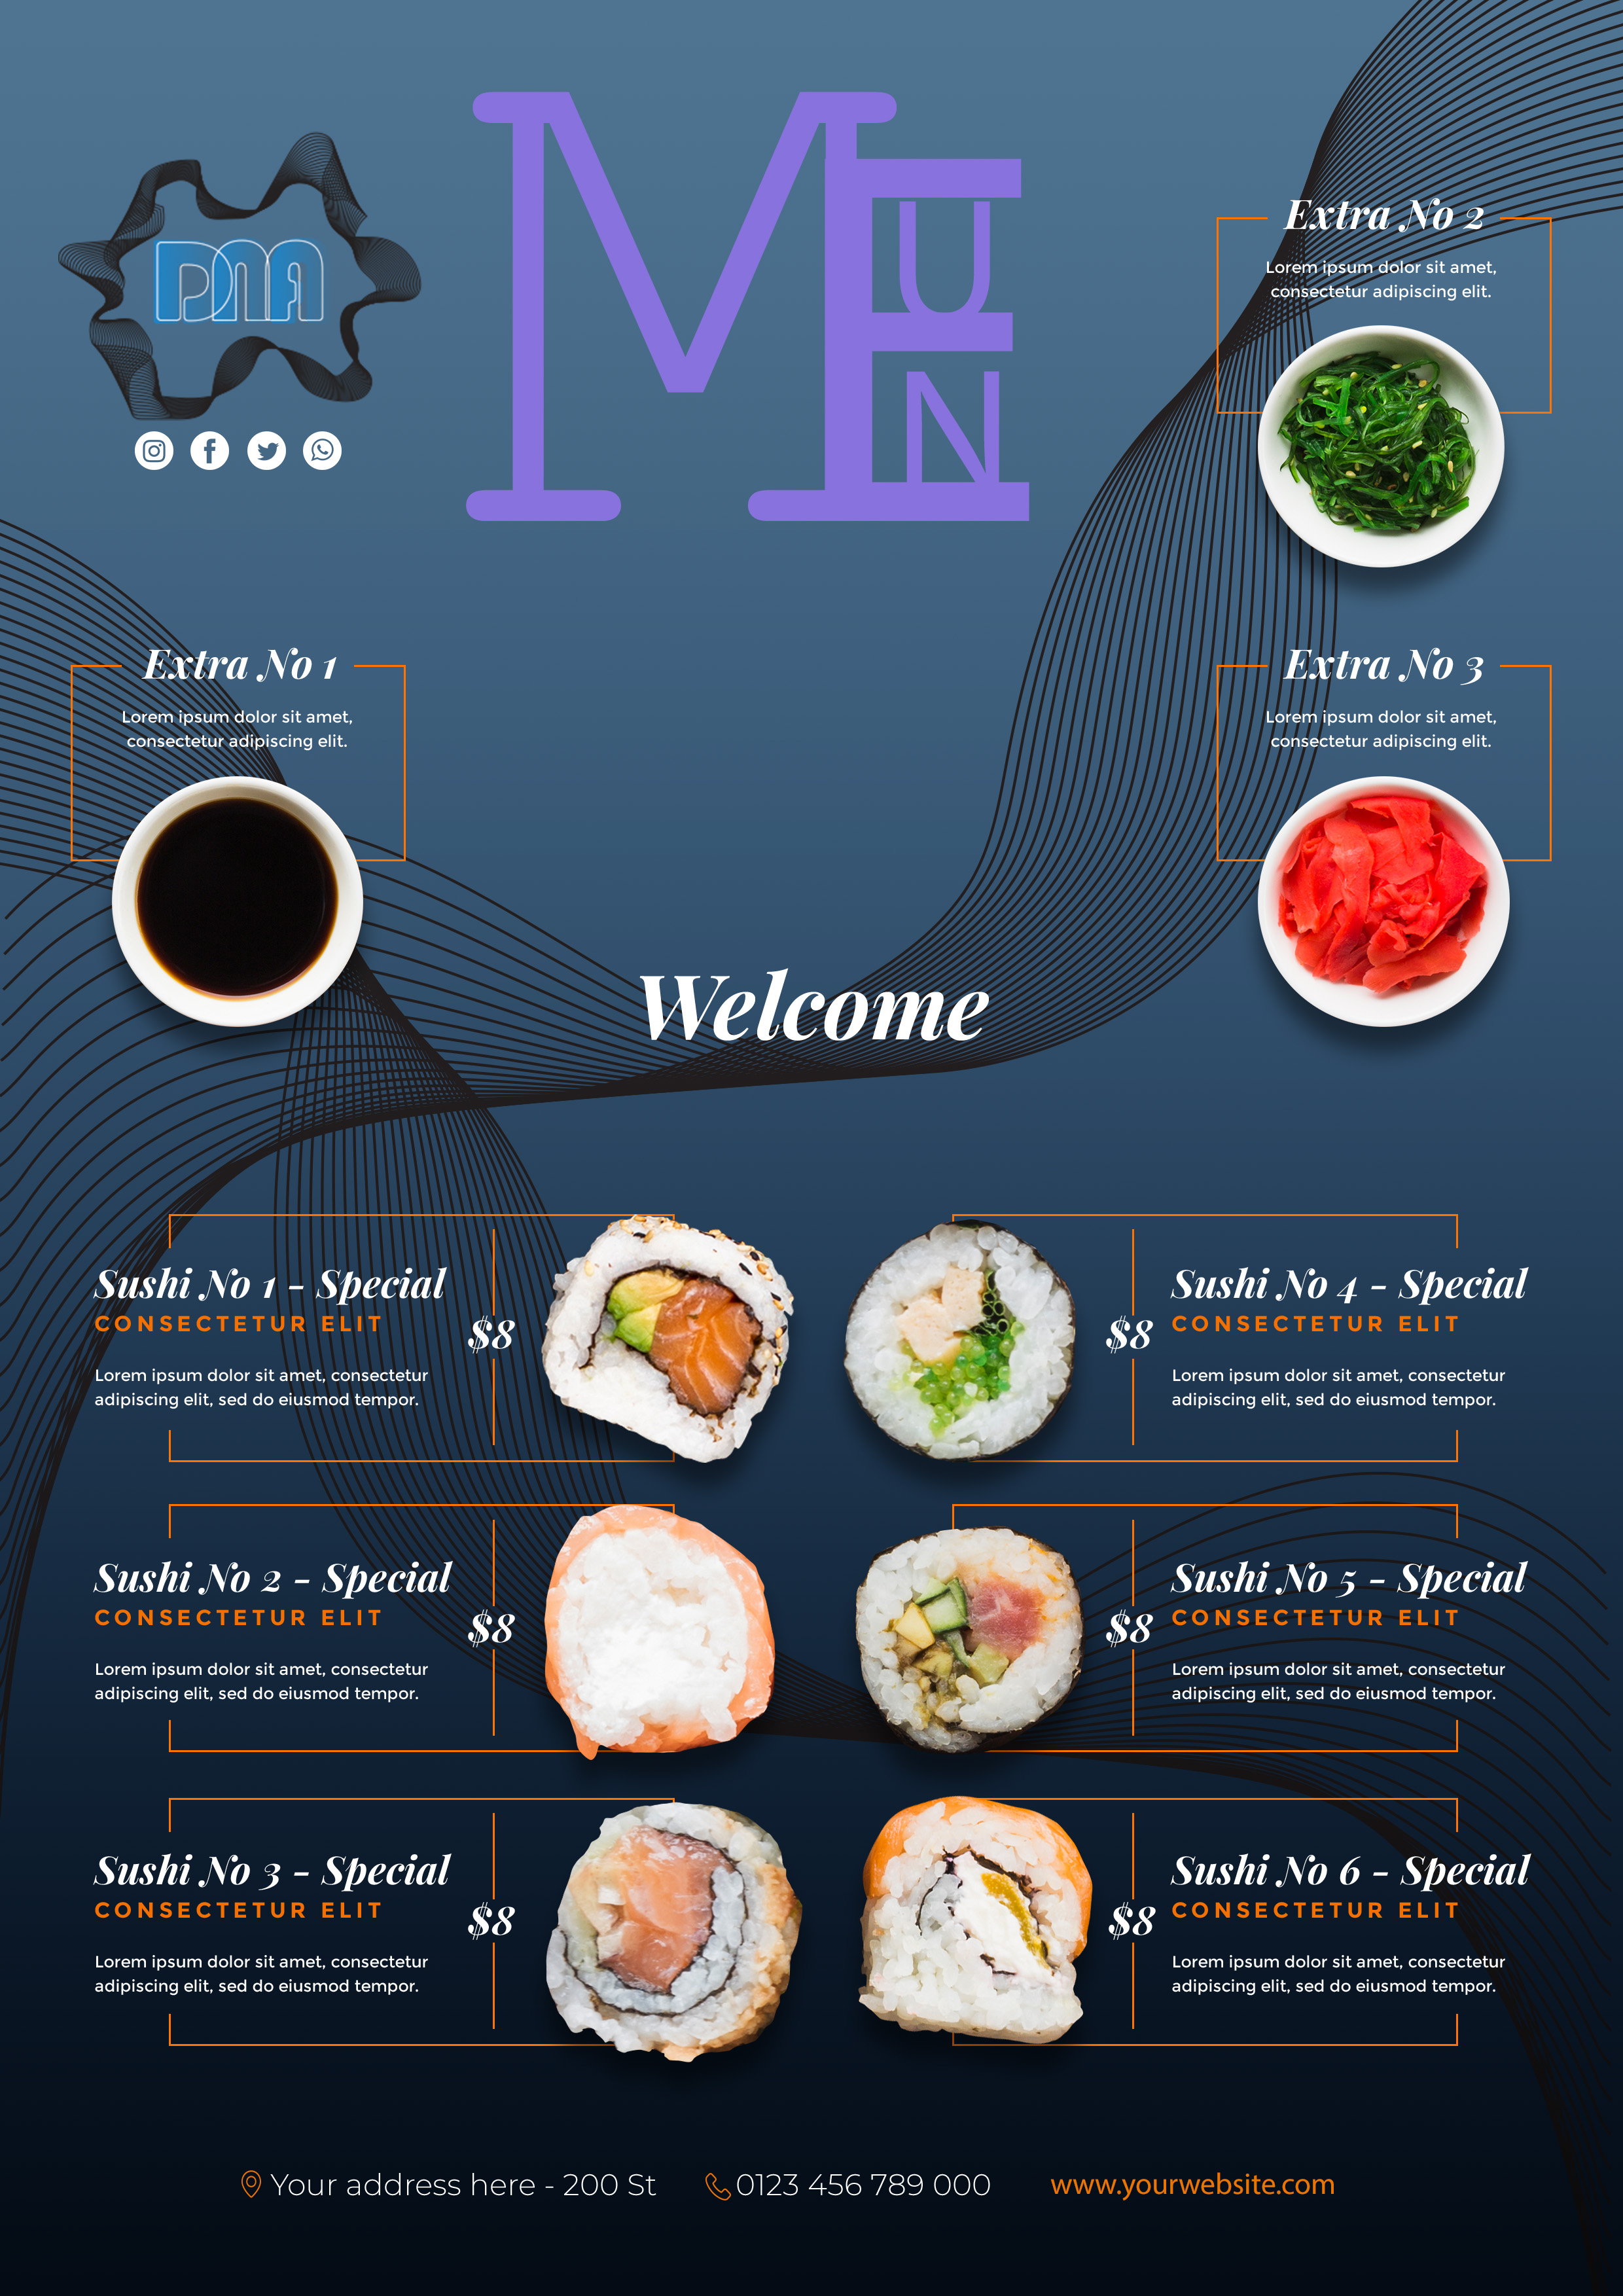 DMA
MENU
Extra No 2
Lorem ipsum dolor sit amet,
consectetur adipiscing elit.
Extra No 1
Lorem ipsum dolor sit amet,
consectetur adipiscing elit.
Extra No 3
Lorem ipsum dolor sit amet,
consectetur adipiscing elit.
Welcome
Sushi No 1 - Special
CONSECTETUR ELIT
$8
Lorem ipsum dolor sit amet, consectetur
adipiscing elit, sed do eiusmod tempor.
Sushi No 4 - Special
CONSECTETUR ELIT
$8
Lorem ipsum dolor sit amet, consectetur
adipiscing elit, sed do eiusmod tempor.
Sushi No 2 - Special
CONSECTETUR ELIT
$8
Lorem ipsum dolor sit amet, consectetur
adipiscing elit, sed do eiusmod tempor.
Sushi No 5 - Special
CONSECTETUR ELIT
$8
Lorem ipsum dolor sit amet, consectetur
adipiscing elit, sed do eiusmod tempor.
Sushi No 3 - Special
CONSECTETUR ELIT
$8
Lorem ipsum dolor sit amet, consectetur
adipiscing elit, sed do eiusmod tempor.
Sushi No 6 - Special
CONSECTETUR ELIT
$8
Lorem ipsum dolor sit amet, consectetur
adipiscing elit, sed do eiusmod tempor.
Your address here - 200 St
0123 456 789 000
www.yourwebsite.com